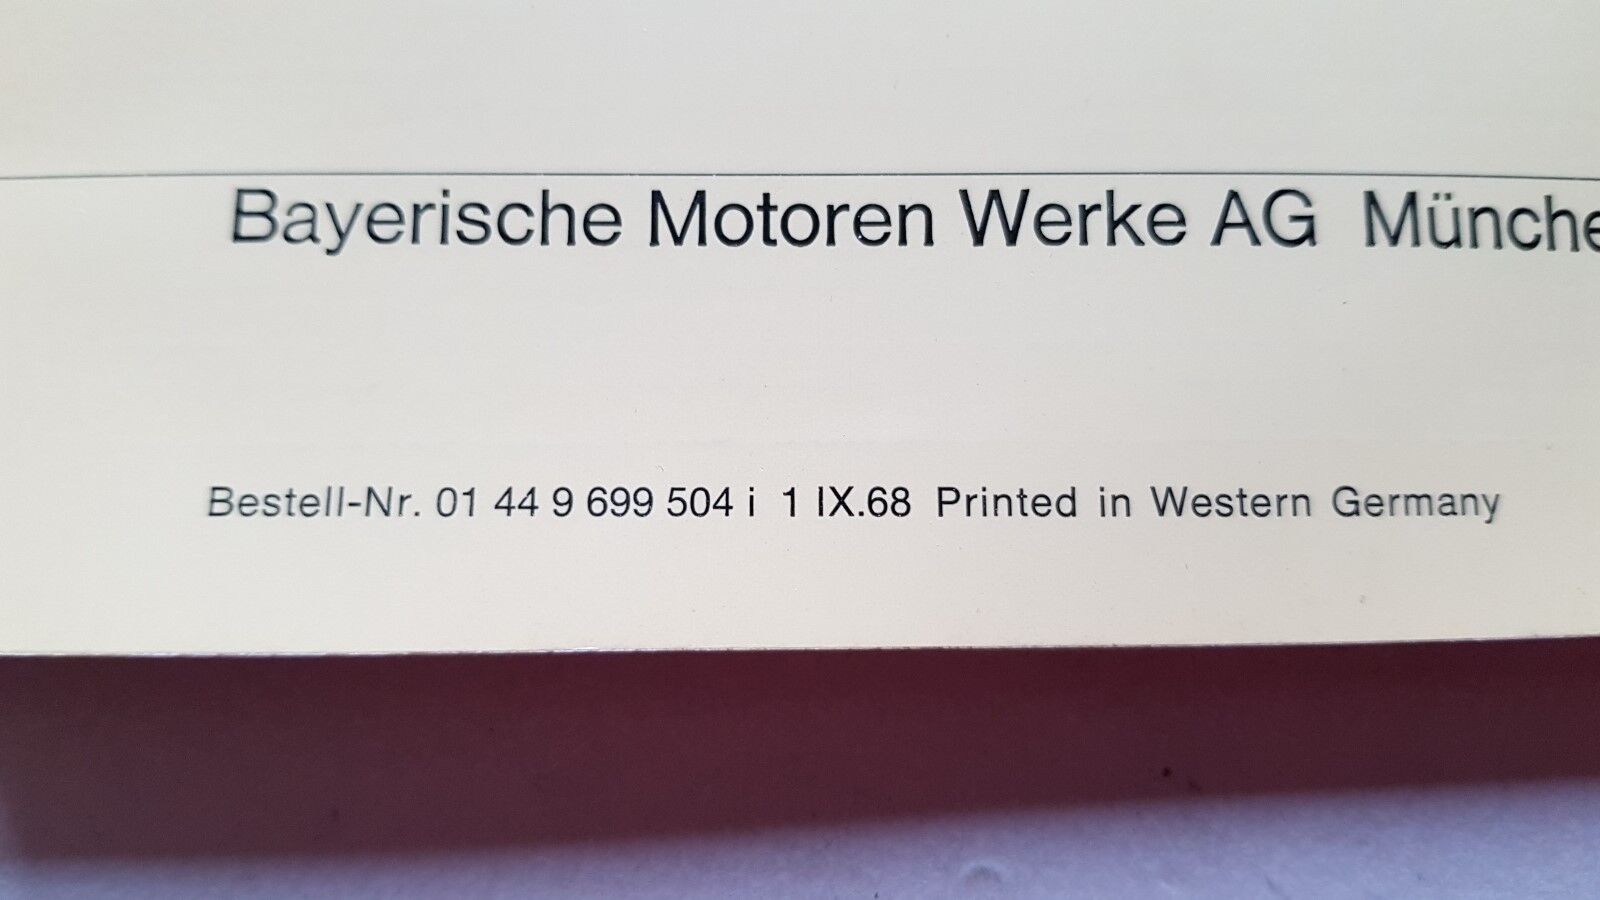 Bayerische Motoren Werke AG Münche
Bestell-Nr. 01 44 9 699 504 i 1 IX.68 Printed in Western Germany